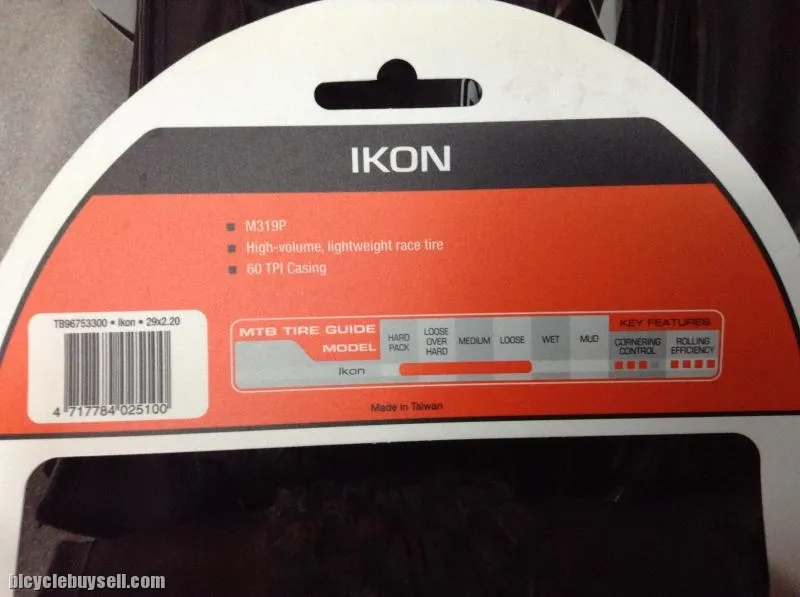 IKON
M319P
High-volume, lightweight race tire
60 TPI Casing
TB96753300 • Ikon • 29x2.20
4 717784 025100
MTB TIRE GUIDE
MODEL
HARD PACK
LOOSE OVER HARD
MEDIUM
LOOSE
WET
MUD
KEY FEATURES
CORNERING CONTROL
ROLLING EFFICIENCY
Ikon
Made in Taiwan
bicyclebuysell.com